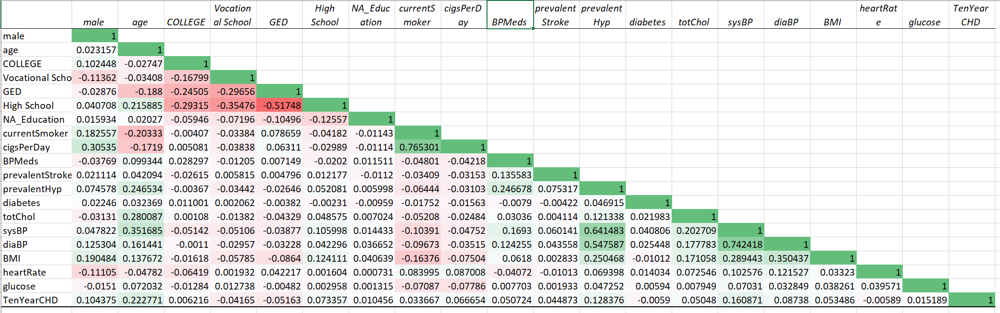 male age COLLEGE Vocational School GED High School NA_Education currentSmoker cigsPerDay BPMeds prevalentStroke prevalentHyp diabetes totChol sysBP diaBP BMI heartRate glucose TenYearCHD
male 1
age 0.023157 1
COLLEGE 0.102448 -0.02747 1
Vocational Scho -0.11362 -0.03408 -0.16799 1
GED -0.02876 -0.188 -0.24505 -0.29656 1
High School 0.040708 0.215885 -0.29315 -0.35476 -0.51748 1
NA_Education 0.015934 0.02027 -0.05946 -0.07196 -0.10496 -0.12557 1
currentSmoker 0.182557 -0.20333 -0.00407 -0.03384 0.078659 -0.04182 -0.01143 1
cigsPerDay 0.30535 -0.1719 0.005081 -0.03838 0.06311 -0.02989 -0.01114 0.765301 1
BPMeds -0.03769 0.099344 0.028297 -0.01205 0.007149 -0.0202 0.011511 -0.04801 -0.04218 1
prevalentStroke 0.021114 0.042094 -0.02615 0.005815 0.004796 0.012177 -0.0112 -0.03409 -0.03153 0.135583 1
prevalentHyp 0.074578 0.246534 -0.00367 -0.03442 -0.02646 0.052081 0.005998 -0.06444 -0.03103 0.246678 0.075317 1
diabetes 0.02246 0.032369 0.011001 0.002062 -0.00382 -0.00231 -0.00959 -0.01752 -0.01563 -0.0079 -0.00422 0.046915 1
totChol -0.03131 0.280087 0.00108 -0.01382 -0.04329 0.048575 0.007024 -0.05208 -0.02484 0.03036 0.004114 0.121338 0.021983 1
sysBP 0.047822 0.351685 -0.05142 -0.05106 -0.03877 0.105998 0.014433 -0.10391 -0.04752 0.1693 0.060141 0.641483 0.040806 0.202709 1
diaBP 0.125304 0.161441 -0.0011 -0.02957 -0.03228 0.042296 0.036652 -0.09673 -0.03515 0.124255 0.043558 0.547587 0.025448 0.177783 0.742418 1
BMI 0.190484 0.137672 -0.01618 -0.05785 -0.0864 0.124111 0.040639 -0.16376 -0.07504 0.0618 0.002833 0.250468 -0.01012 0.171058 0.289443 0.350437 1
heartRate -0.11105 -0.04782 -0.06419 0.001932 0.042217 0.001604 0.000731 0.083995 0.087008 -0.04072 -0.01013 0.069398 0.014034 0.072546 0.102576 0.121527 0.03323 1
glucose -0.0151 0.072032 -0.01284 0.012738 -0.00482 0.002958 0.001315 -0.07087 -0.07786 0.007703 0.001933 0.047252 0.00594 0.007949 0.07031 0.032849 0.038261 0.039571 1
TenYearCHD 0.104375 0.222771 0.006216 -0.04165 -0.05163 0.073357 0.010456 0.033667 0.066654 0.050724 0.044873 0.128376 -0.0059 0.05048 0.160871 0.08738 0.053486 -0.00589 0.015189 1